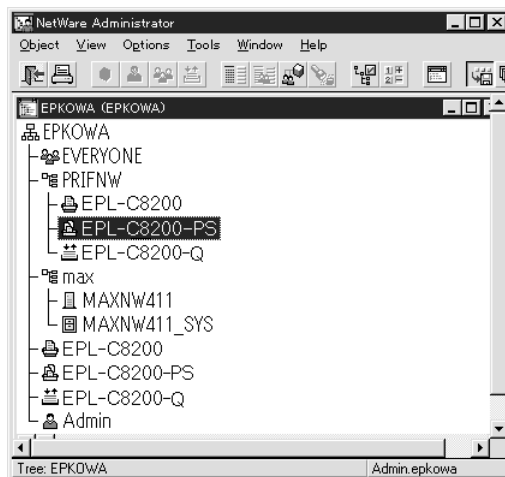 NetWare Administrator
Object View Options Tools Window Help
EPKOWA (EPKOWA)
EPKOWA
EVERYONE
PRIFNW
EPL-C8200
EPL-C8200-PS
EPL-C8200-Q
max
MAXNW411
MAXNW411_SYS
EPL-C8200
EPL-C8200-PS
EPL-C8200-Q
Admin
Tree: EPKOWA Admin.epkowa